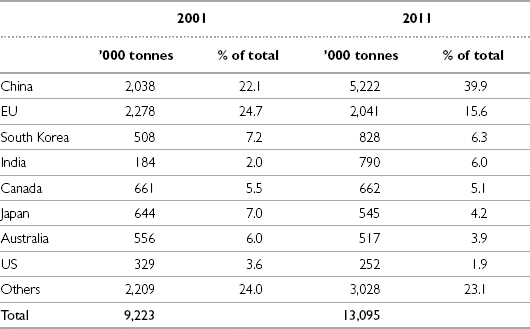 2001 2011
’000 tonnes % of total ’000 tonnes % of total
China 2,038 22.1 5,222 39.9
EU 2,278 24.7 2,041 15.6
South Korea 508 7.2 828 6.3
India 184 2.0 790 6.0
Canada 661 5.5 662 5.1
Japan 644 7.0 545 4.2
Australia 556 6.0 517 3.9
US 329 3.6 252 1.9
Others 2,209 24.0 3,028 23.1
Total 9,223 13,095